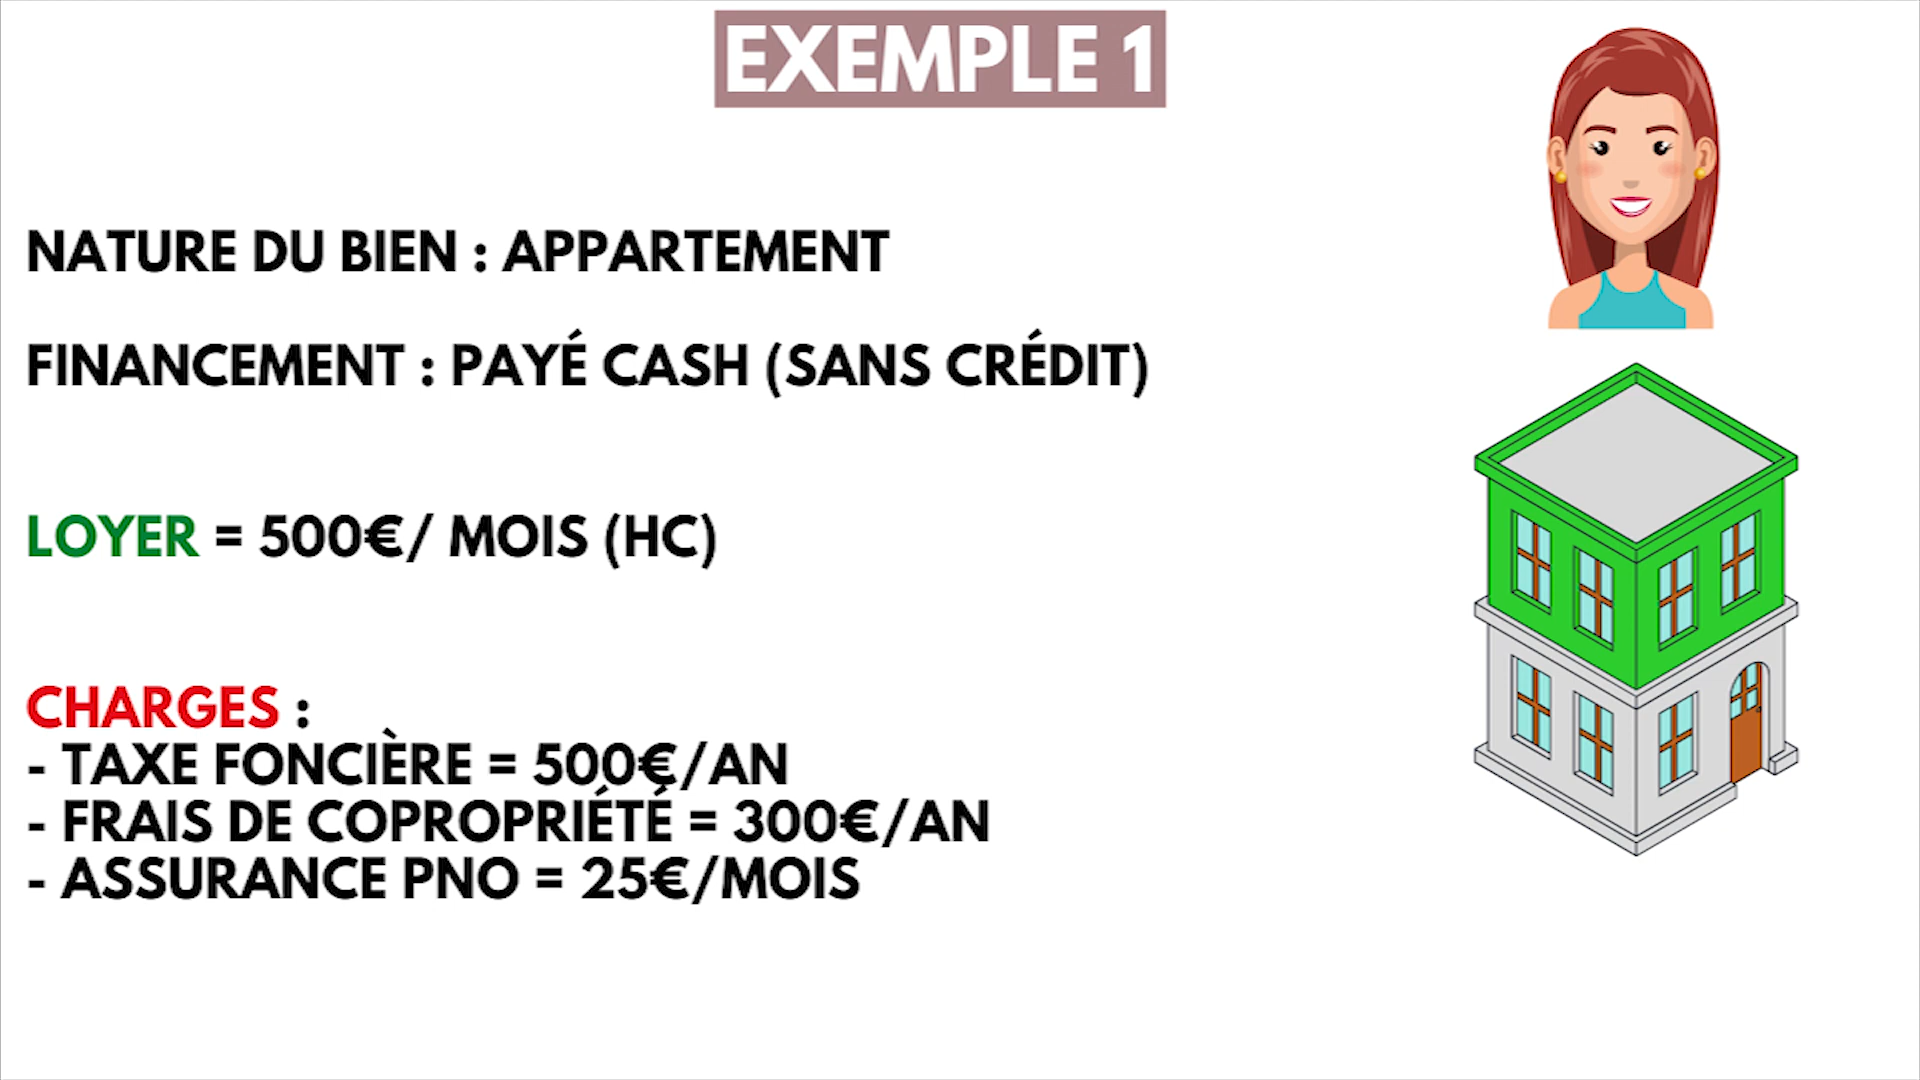 EXEMPLE 1
NATURE DU BIEN : APPARTEMENT
FINANCEMENT : PAYÉ CASH (SANS CRÉDIT)
LOYER = 500€/ MOIS (HC)
CHARGES :
- TAXE FONCIÈRE = 500€/AN
- FRAIS DE COPROPRIÉTÉ = 300€/AN
- ASSURANCE PNO = 25€/MOIS